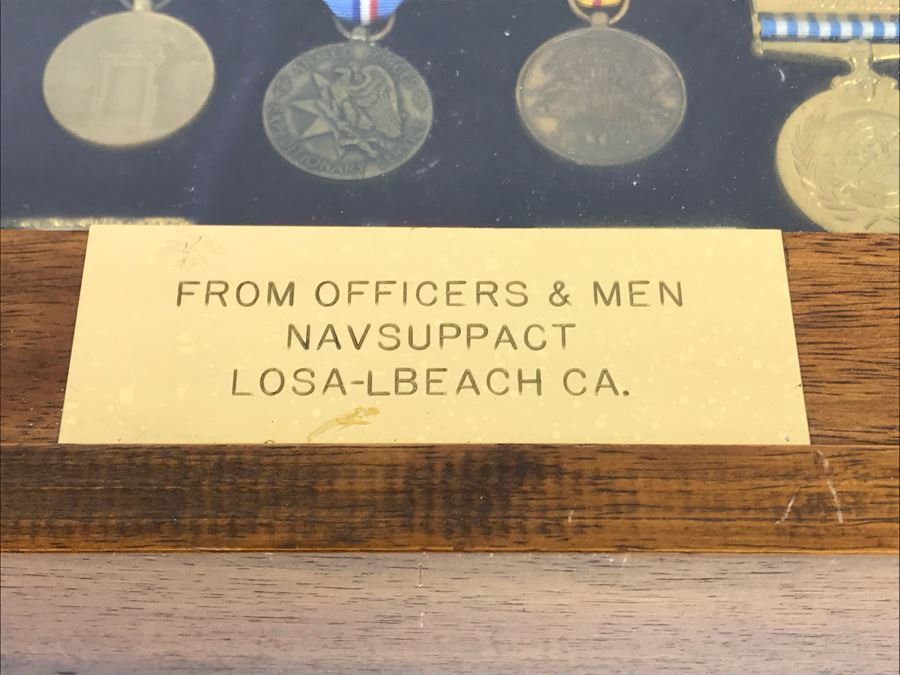 FROM OFFICERS & MEN
NAVSUPPACT
LOSA-LBEACH CA.